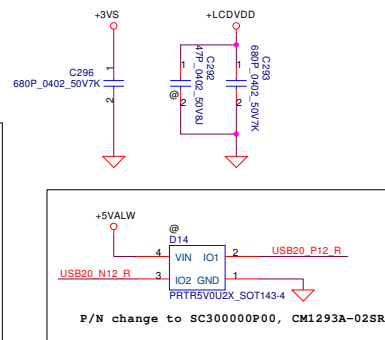 +3VS
+LCDVDD
1
C296
680P_0402_50V7K
2
1
C292
47P_0402_50V8J
@
2
1
C293
680P_0402_50V7K
2
+5VALW
@
D14
4 VIN IO1 2 USB20_P12_R
USB20_N12_R 3 IO2 GND 1
PRTR5V0U2X_SOT143-4
P/N change to SC300000P00, CM1293A-02SR